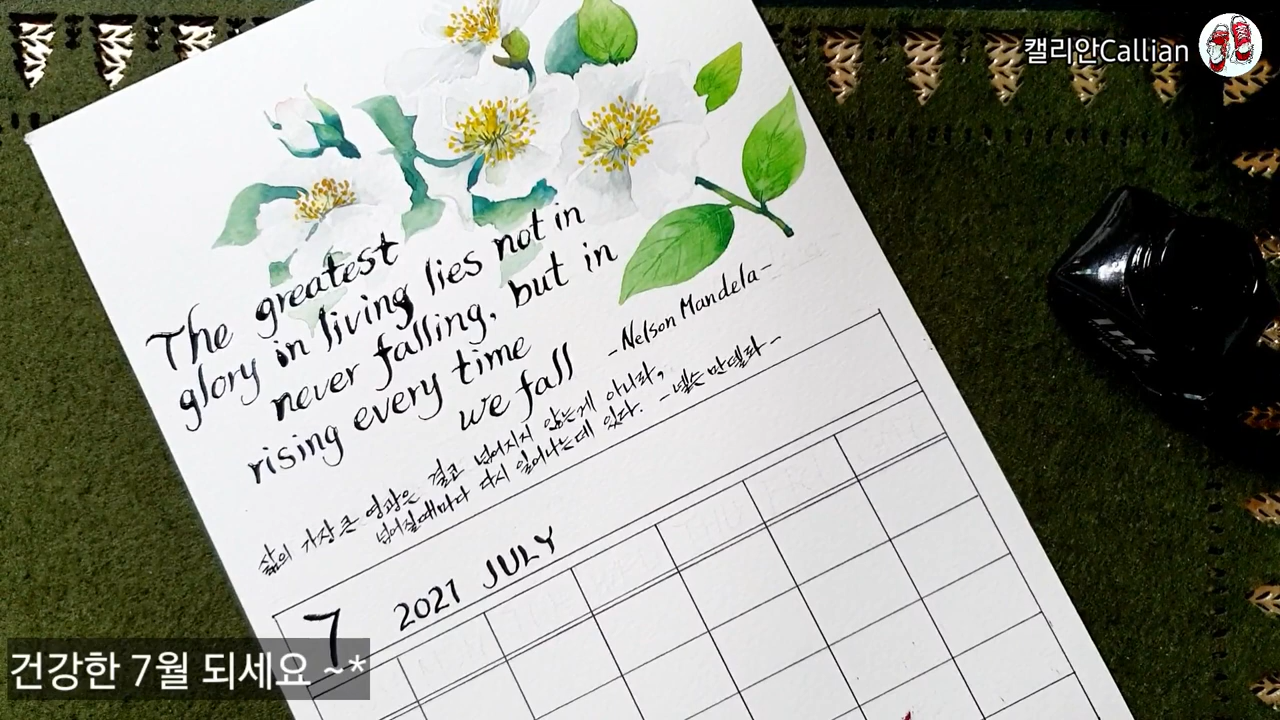 캘리안Callian
The greatest
glory in living lies not in
never falling, but in
rising every time
we fall
-Nelson Mandela-
삶의 가장 큰 영광은 결코 넘어지지 않는게 아니라,
넘어질때마다 다시 일어나는데 있다. -넬슨 만델라-
7 2021 JULY
TUE THU FRI
건강한 7월 되세요 ~*